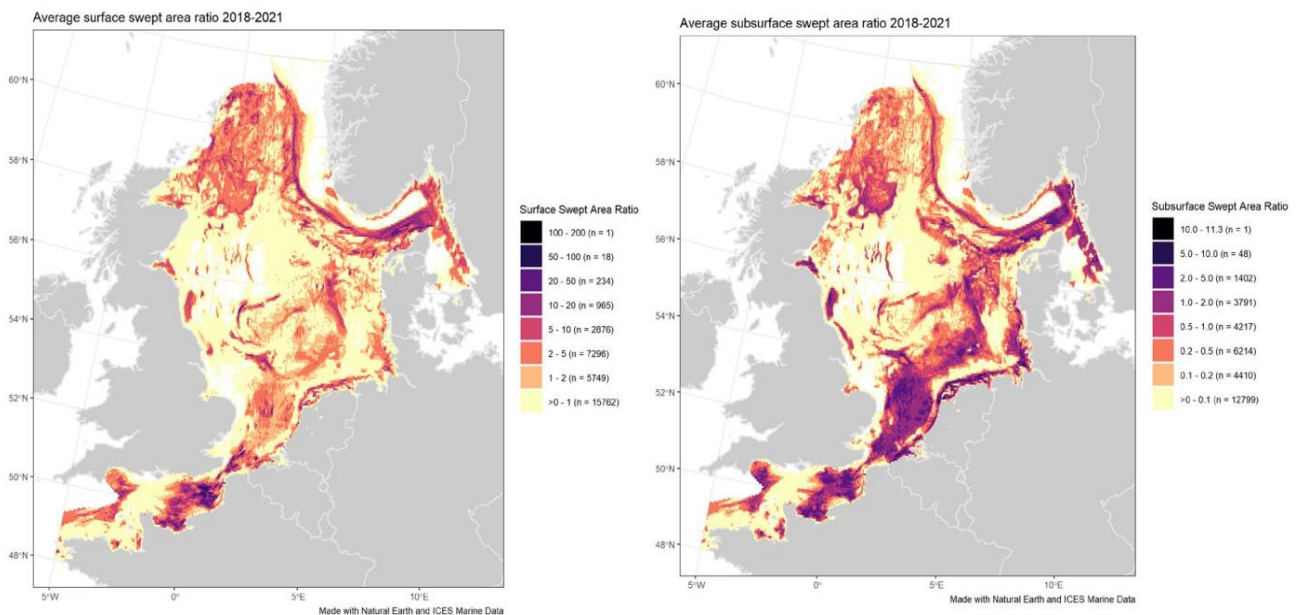 Average surface swept area ratio 2018-2021
60°N
58°N
56°N
54°N
52°N
50°N
48°N
5°W
0°
5°E
10°E
Surface Swept Area Ratio
100 - 200 (n = 1)
50 - 100 (n = 18)
20 - 50 (n = 234)
10 - 20 (n = 965)
5 - 10 (n = 2876)
2 - 5 (n = 7296)
1 - 2 (n = 5749)
>0 - 1 (n = 15762)
Made with Natural Earth and ICES Marine Data
Average subsurface swept area ratio 2018-2021
60°N
58°N
56°N
54°N
52°N
50°N
48°N
5°W
0°
5°E
10°E
Subsurface Swept Area Ratio
10.0 - 11.3 (n = 1)
5.0 - 10.0 (n = 48)
2.0 - 5.0 (n = 1402)
1.0 - 2.0 (n = 3791)
0.5 - 1.0 (n = 4217)
0.2 - 0.5 (n = 6214)
0.1 - 0.2 (n = 4410)
>0 - 0.1 (n = 12799)
Made with Natural Earth and ICES Marine Data